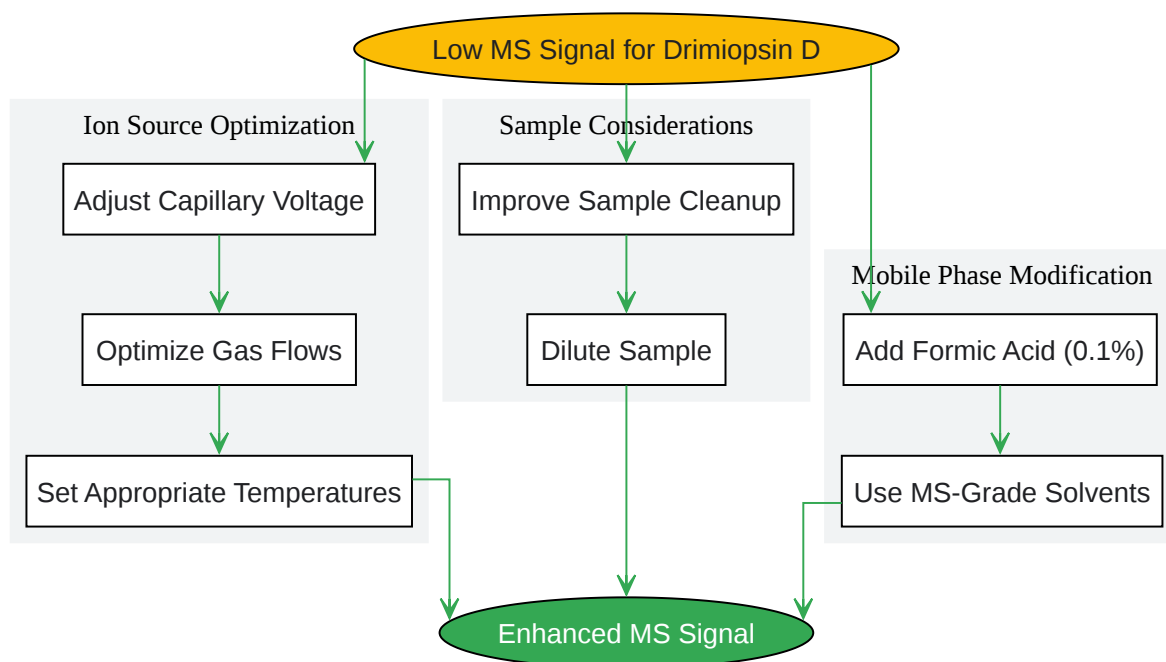 Low MS Signal for Drimiopsin D
Ion Source Optimization
Adjust Capillary Voltage
Optimize Gas Flows
Set Appropriate Temperatures
Sample Considerations
Improve Sample Cleanup
Dilute Sample
Mobile Phase Modification
Add Formic Acid (0.1%)
Use MS-Grade Solvents
Enhanced MS Signal